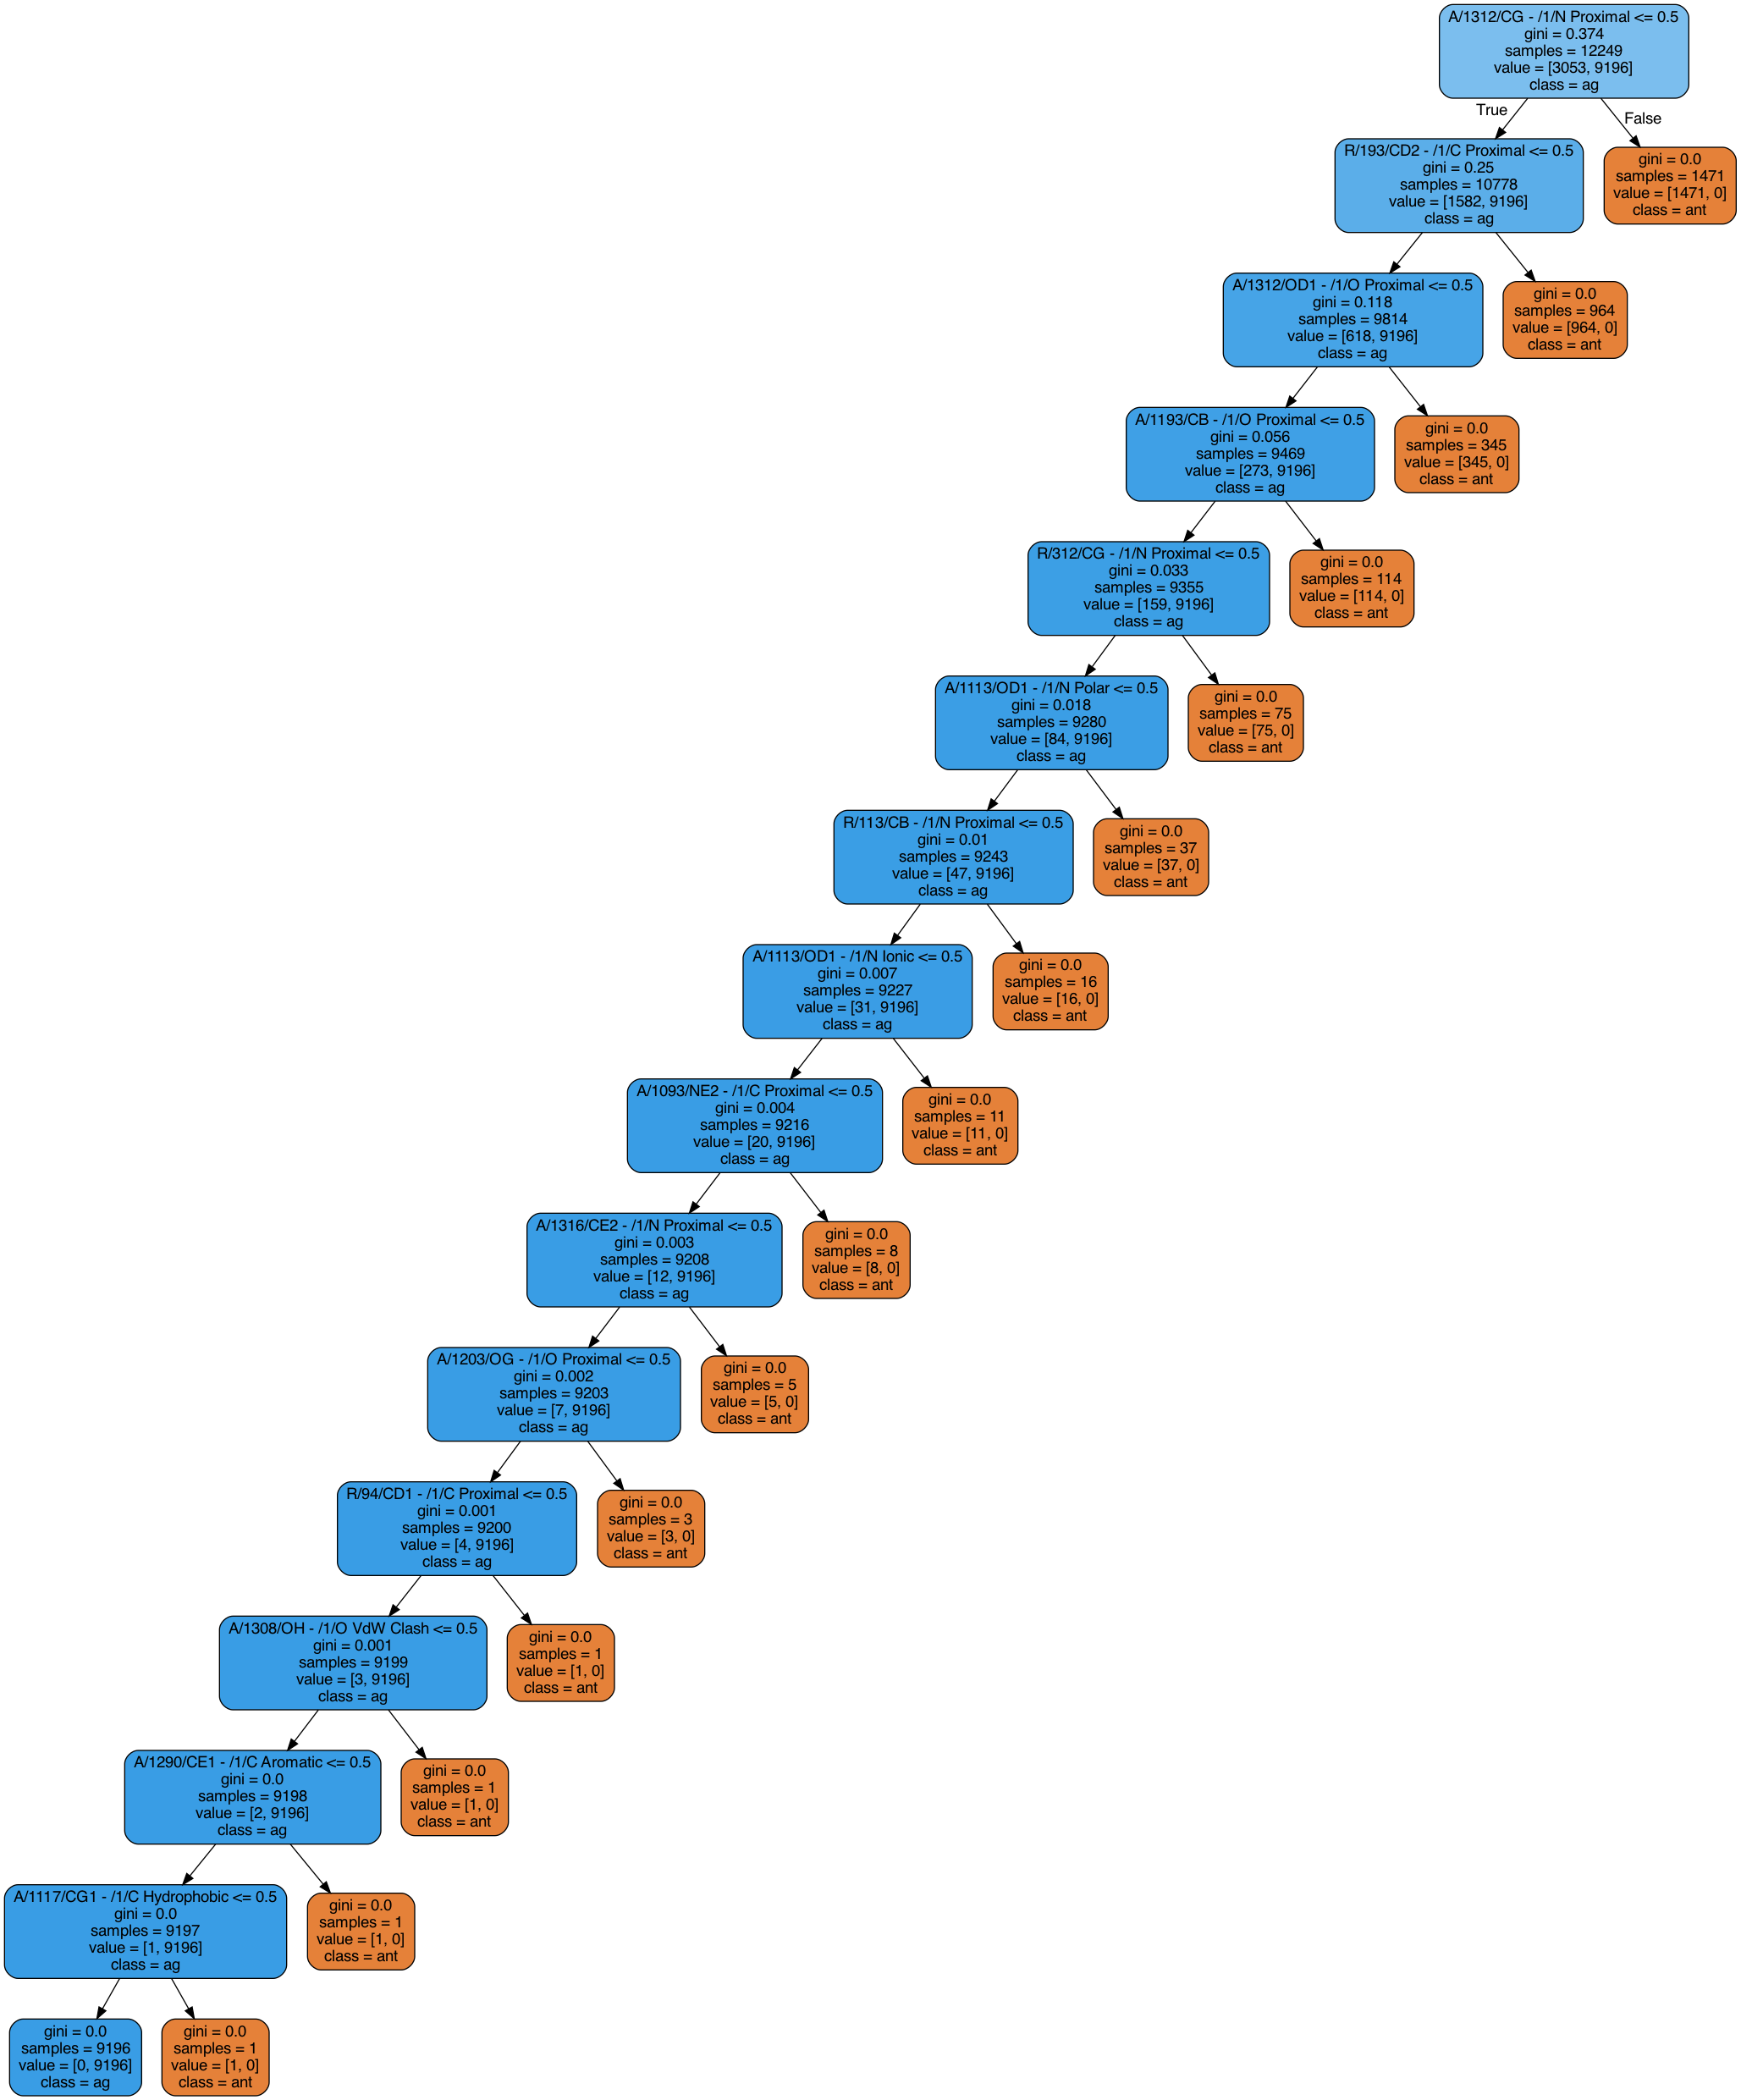 A/1312/CG - /1/N Proximal <= 0.5
gini = 0.374
samples = 12249
value = [3053, 9196]
class = ag
True
False
R/193/CD2 - /1/C Proximal <= 0.5
gini = 0.25
samples = 10778
value = [1582, 9196]
class = ag
gini = 0.0
samples = 1471
value = [1471, 0]
class = ant
A/1312/OD1 - /1/O Proximal <= 0.5
gini = 0.118
samples = 9814
value = [618, 9196]
class = ag
gini = 0.0
samples = 964
value = [964, 0]
class = ant
A/1193/CB - /1/O Proximal <= 0.5
gini = 0.056
samples = 9469
value = [273, 9196]
class = ag
gini = 0.0
samples = 345
value = [345, 0]
class = ant
R/312/CG - /1/N Proximal <= 0.5
gini = 0.033
samples = 9355
value = [159, 9196]
class = ag
gini = 0.0
samples = 114
value = [114, 0]
class = ant
A/1113/OD1 - /1/N Polar <= 0.5
gini = 0.018
samples = 9280
value = [84, 9196]
class = ag
gini = 0.0
samples = 75
value = [75, 0]
class = ant
R/113/CB - /1/N Proximal <= 0.5
gini = 0.01
samples = 9243
value = [47, 9196]
class = ag
gini = 0.0
samples = 37
value = [37, 0]
class = ant
A/1113/OD1 - /1/N Ionic <= 0.5
gini = 0.007
samples = 9227
value = [31, 9196]
class = ag
gini = 0.0
samples = 16
value = [16, 0]
class = ant
A/1093/NE2 - /1/C Proximal <= 0.5
gini = 0.004
samples = 9216
value = [20, 9196]
class = ag
gini = 0.0
samples = 11
value = [11, 0]
class = ant
A/1316/CE2 - /1/N Proximal <= 0.5
gini = 0.003
samples = 9208
value = [12, 9196]
class = ag
gini = 0.0
samples = 8
value = [8, 0]
class = ant
A/1203/OG - /1/O Proximal <= 0.5
gini = 0.002
samples = 9203
value = [7, 9196]
class = ag
gini = 0.0
samples = 5
value = [5, 0]
class = ant
R/94/CD1 - /1/C Proximal <= 0.5
gini = 0.001
samples = 9200
value = [4, 9196]
class = ag
gini = 0.0
samples = 3
value = [3, 0]
class = ant
A/1308/OH - /1/O VdW Clash <= 0.5
gini = 0.001
samples = 9199
value = [3, 9196]
class = ag
gini = 0.0
samples = 1
value = [1, 0]
class = ant
A/1290/CE1 - /1/C Aromatic <= 0.5
gini = 0.0
samples = 9198
value = [2, 9196]
class = ag
gini = 0.0
samples = 1
value = [1, 0]
class = ant
A/1117/CG1 - /1/C Hydrophobic <= 0.5
gini = 0.0
samples = 9197
value = [1, 9196]
class = ag
gini = 0.0
samples = 1
value = [1, 0]
class = ant
gini = 0.0
samples = 9196
value = [0, 9196]
class = ag
gini = 0.0
samples = 1
value = [1, 0]
class = ant